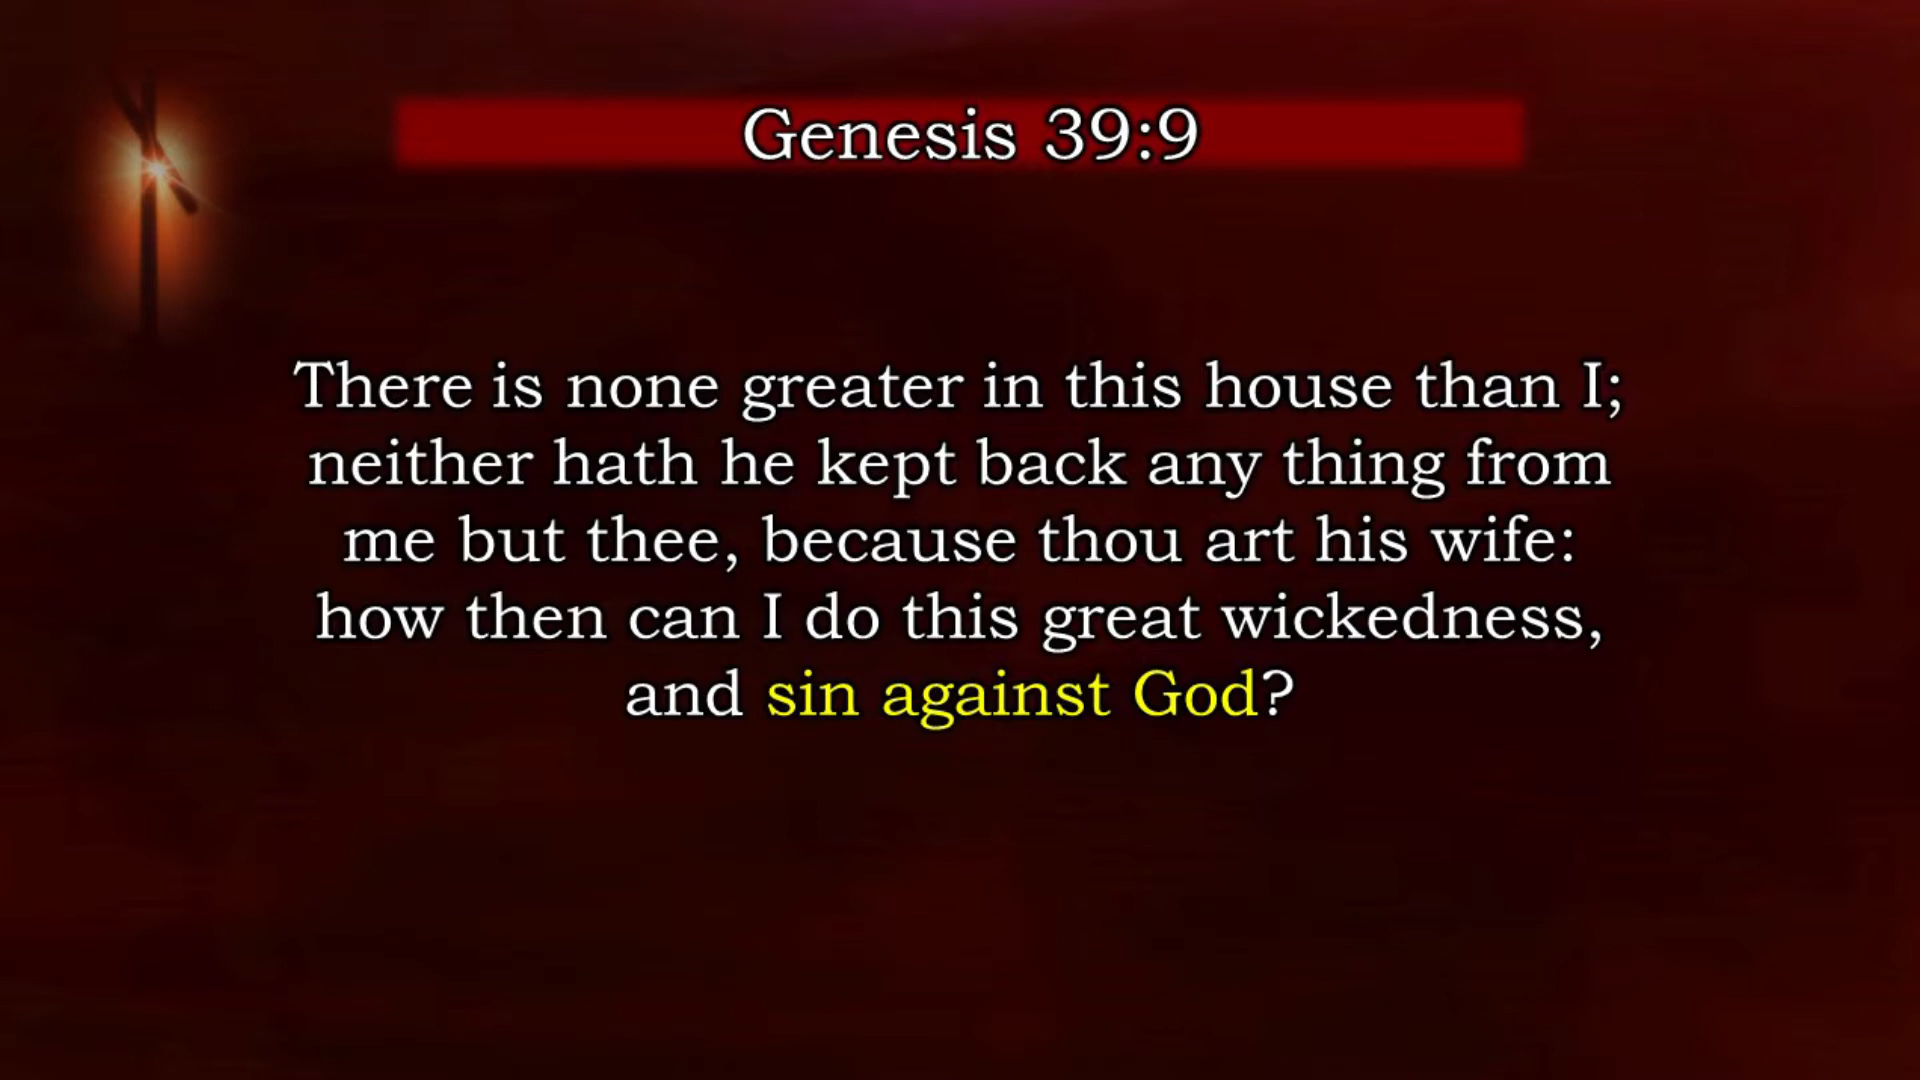 Genesis 39:9
There is none greater in this house than I;
neither hath he kept back any thing from
me but thee, because thou art his wife:
how then can I do this great wickedness,
and sin against God?